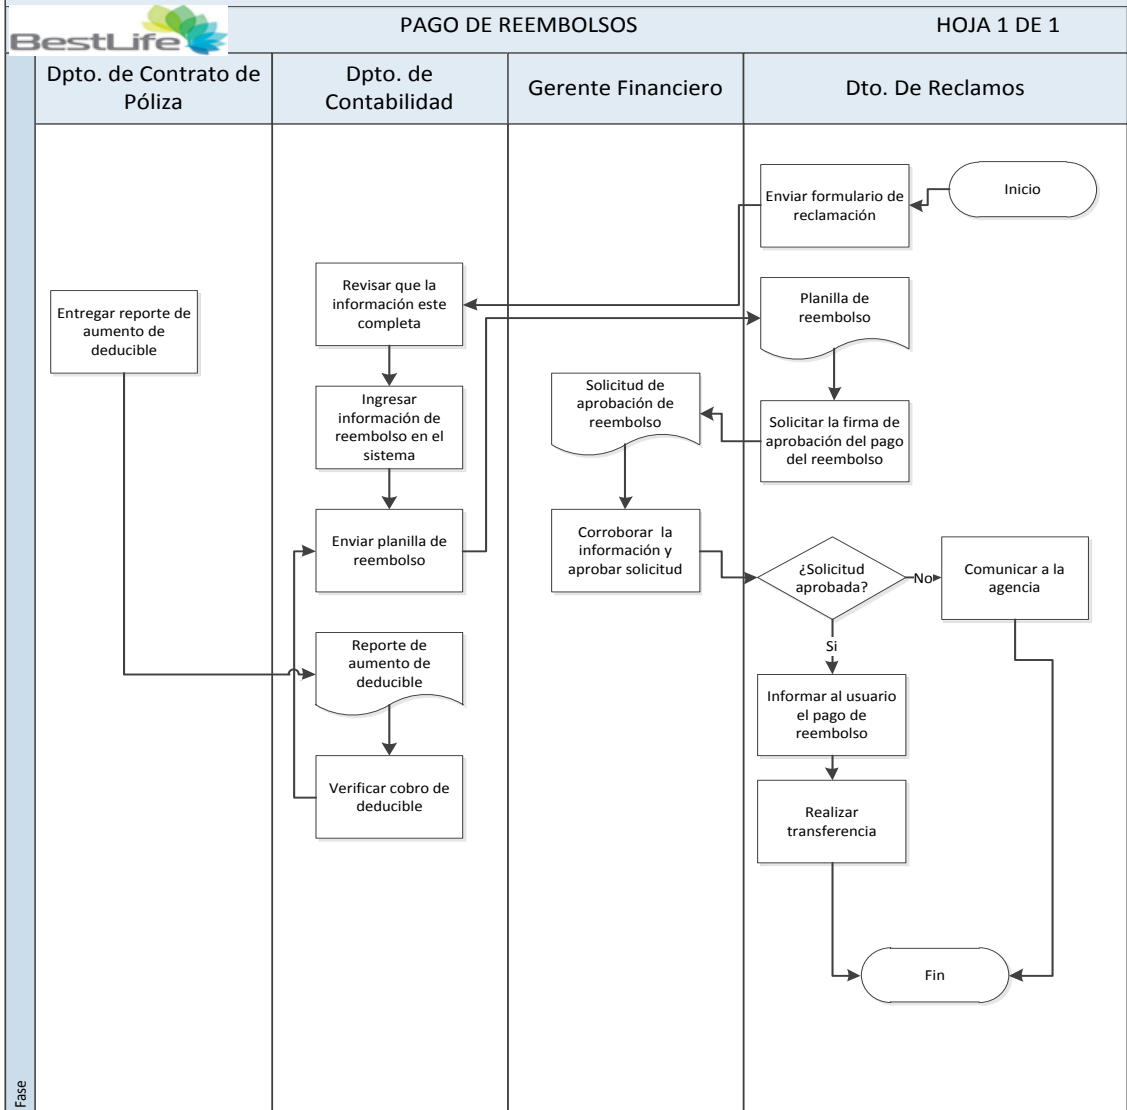 BestLife
PAGO DE REEMBOLSOS
HOJA 1 DE 1
Dpto. de Contrato de
Póliza
Dpto. de
Contabilidad
Gerente Financiero
Dto. De Reclamos
Inicio
Enviar formulario de
reclamación
Revisar que la
información este
completa
Planilla de
reembolso
Entregar reporte de
aumento de
deducible
Ingresar
información de
reembolso en el
sistema
Solicitud de
aprobación de
reembolso
Solicitar la firma de
aprobación del pago
del reembolso
Enviar planilla de
reembolso
Corroborar la
información y
aprobar solicitud
¿Solicitud
aprobada?
No
Comunicar a la
agencia
Si
Reporte de
aumento de
deducible
Informar al usuario
el pago de
reembolso
Verificar cobro de
deducible
Realizar
transferencia
Fin
Fase